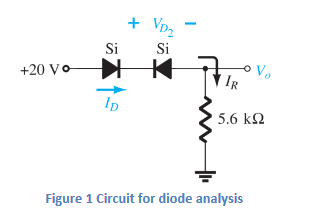 + V_D2 −
Si Si
+20 V V_o
I_D I_R
5.6 kΩ
Figure 1 Circuit for diode analysis